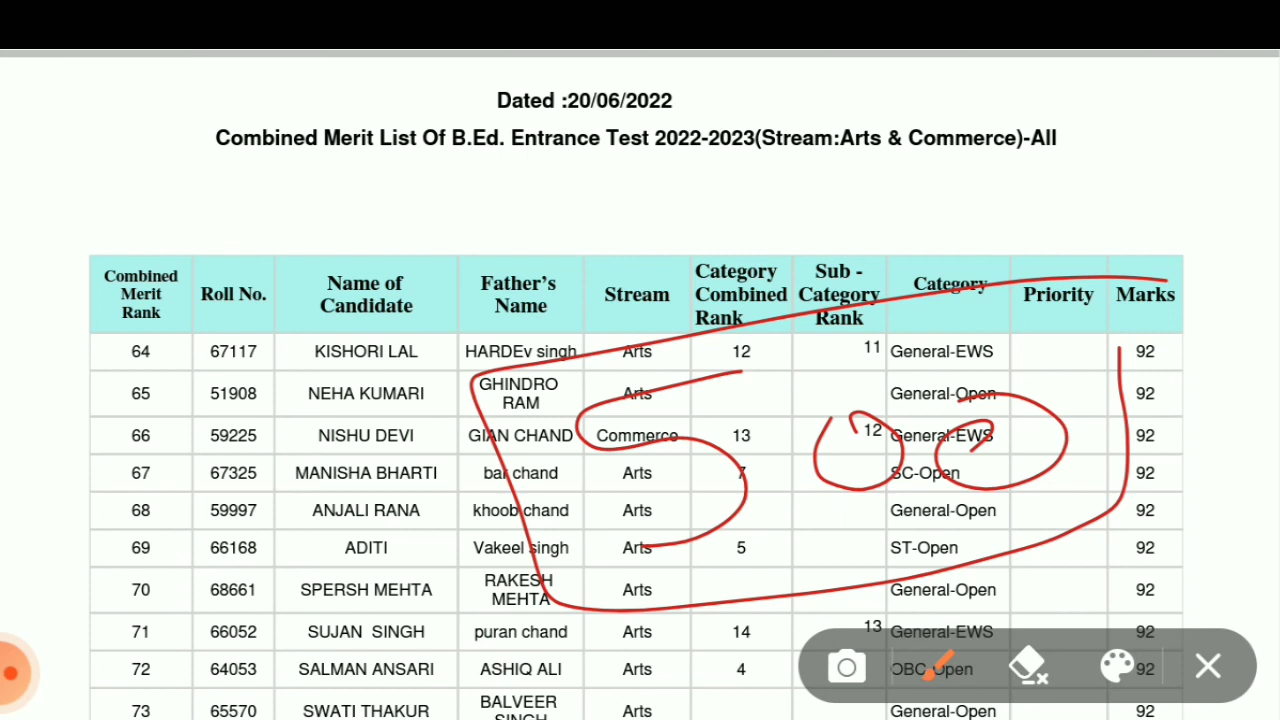 Dated :20/06/2022
Combined Merit List Of B.Ed. Entrance Test 2022-2023(Stream:Arts & Commerce)-All
Combined Merit Rank Roll No. Name of Candidate Father's Name Stream Category Combined Rank Sub - Category Rank Category Priority Marks
64 67117 KISHORI LAL HARDEv singh Arts 12 11 General-EWS 92
65 51908 NEHA KUMARI GHINDRO RAM Arts General-Open 92
66 59225 NISHU DEVI GIAN CHAND Commerce 13 12 General-EWS 92
67 67325 MANISHA BHARTI bar chand Arts 7 SC-Open 92
68 59997 ANJALI RANA khoob chand Arts General-Open 92
69 66168 ADITI Vakeel singh Arts 5 ST-Open 92
70 68661 SPERSH MEHTA RAKESH MEHTA Arts General-Open 92
71 66052 SUJAN SINGH puran chand Arts 14 13 General-EWS 92
72 64053 SALMAN ANSARI ASHIQ ALI Arts 4 OBC-Open 92
73 65570 SWATI THAKUR BALVEER SINGH Arts General-Open 92